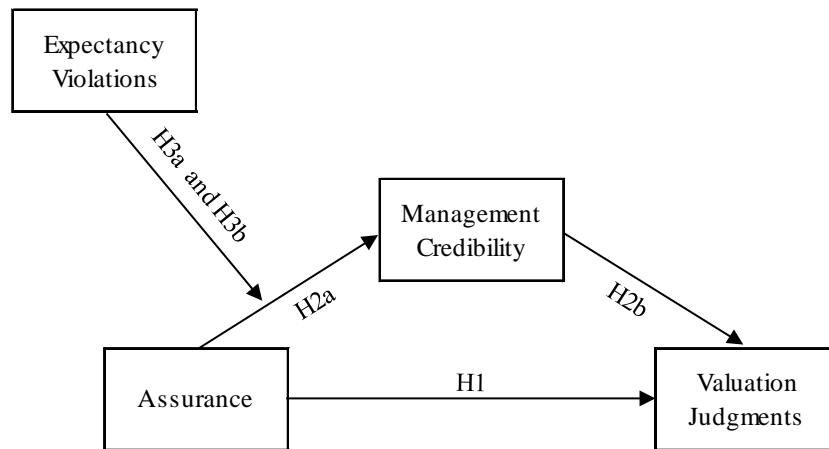 Expectancy
Violations
H3a and H3b
Management
Credibility
H2a
H2b
Assurance
H1
Valuation
Judgments